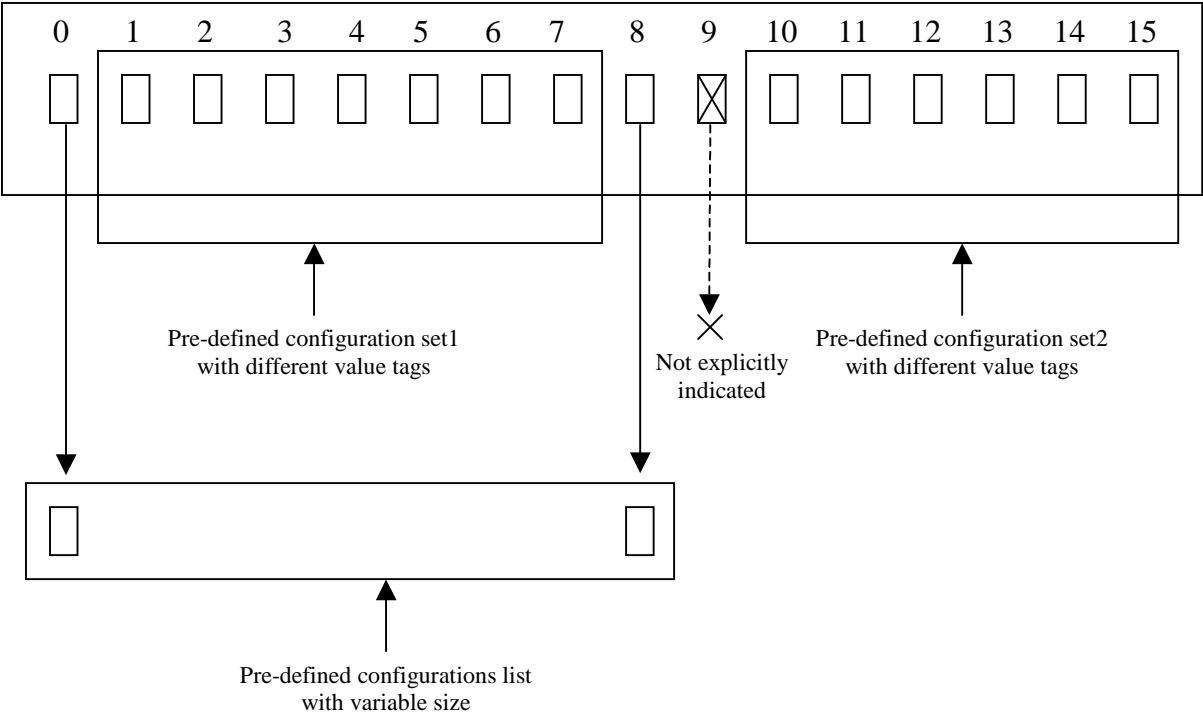 0 1 2 3 4 5 6 7 8 9 10 11 12 13 14 15
Pre-defined configuration set1
with different value tags
Not explicitly
indicated
Pre-defined configuration set2
with different value tags
Pre-defined configurations list
with variable size